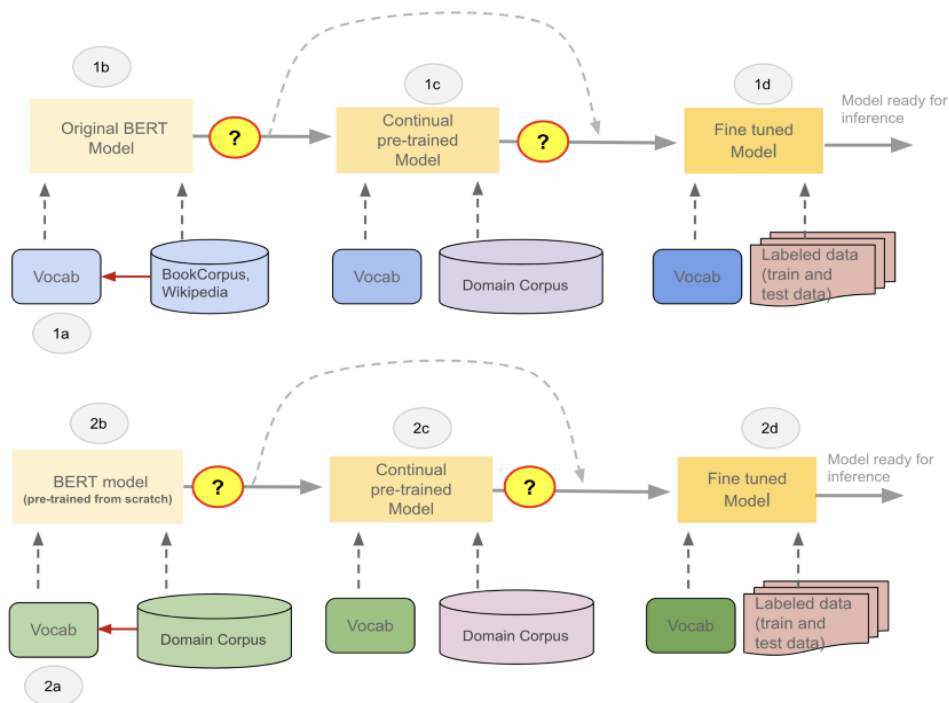 1b
1c
1d
Original BERT
Model
?
Continual
pre-trained
Model
?
Fine tuned
Model
Model ready for
inference
Vocab
BookCorpus,
Wikipedia
Vocab
Domain Corpus
Vocab
Labeled data
(train and
test data)
1a
2b
2c
2d
BERT model
(pre-trained from scratch)
?
Continual
pre-trained
Model
?
Fine tuned
Model
Model ready for
inference
Vocab
Domain Corpus
Vocab
Domain Corpus
Vocab
Labeled data
(train and
test data)
2a